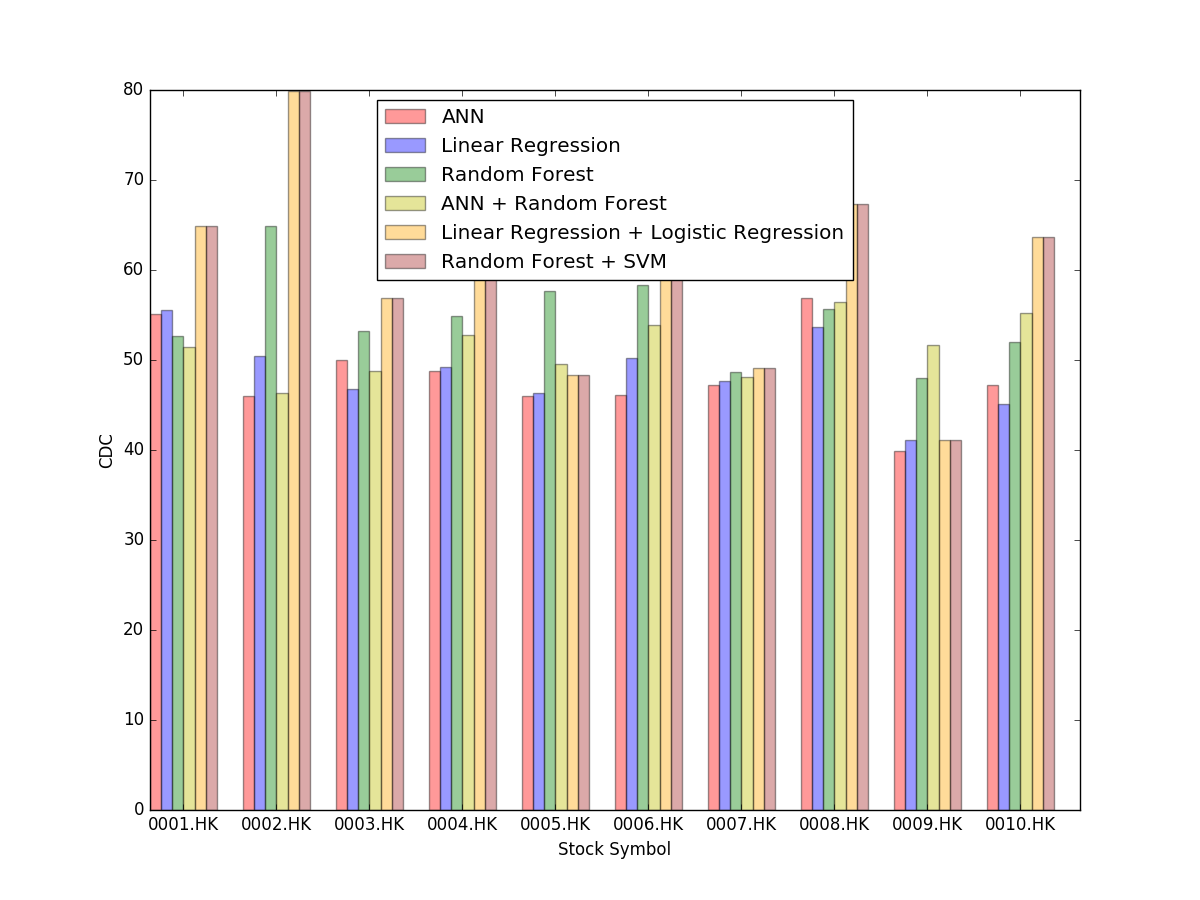 80
70
60
50
40
30
20
10
0
CDC
ANN
Linear Regression
Random Forest
ANN + Random Forest
Linear Regression + Logistic Regression
Random Forest + SVM
0001.HK 0002.HK 0003.HK 0004.HK 0005.HK 0006.HK 0007.HK 0008.HK 0009.HK 0010.HK
Stock Symbol